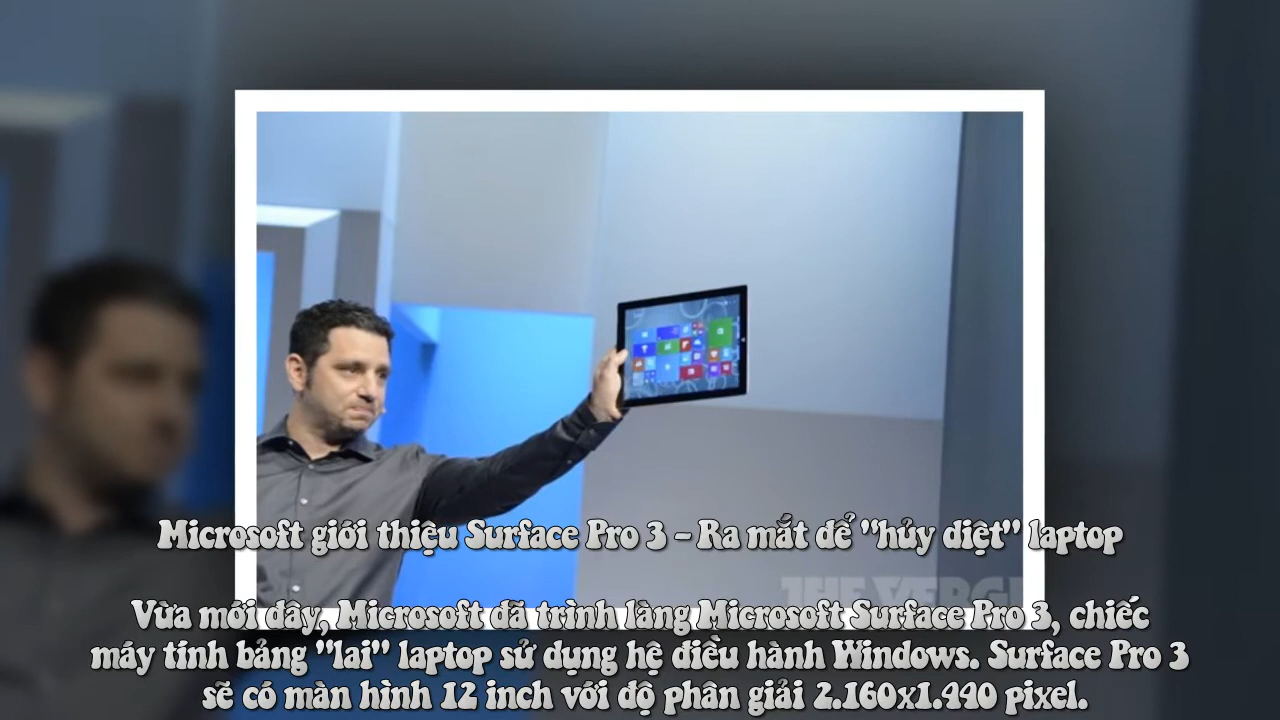 Microsoft giới thiệu Surface Pro 3 - Ra mắt để "hủy diệt" laptop
THE VERGE
Vừa mới đây, Microsoft đã trình làng Microsoft Surface Pro 3, chiếc
máy tính bảng "lai" laptop sử dụng hệ điều hành Windows. Surface Pro 3
sẽ có màn hình 12 inch với độ phân giải 2.160x1.440 pixel.